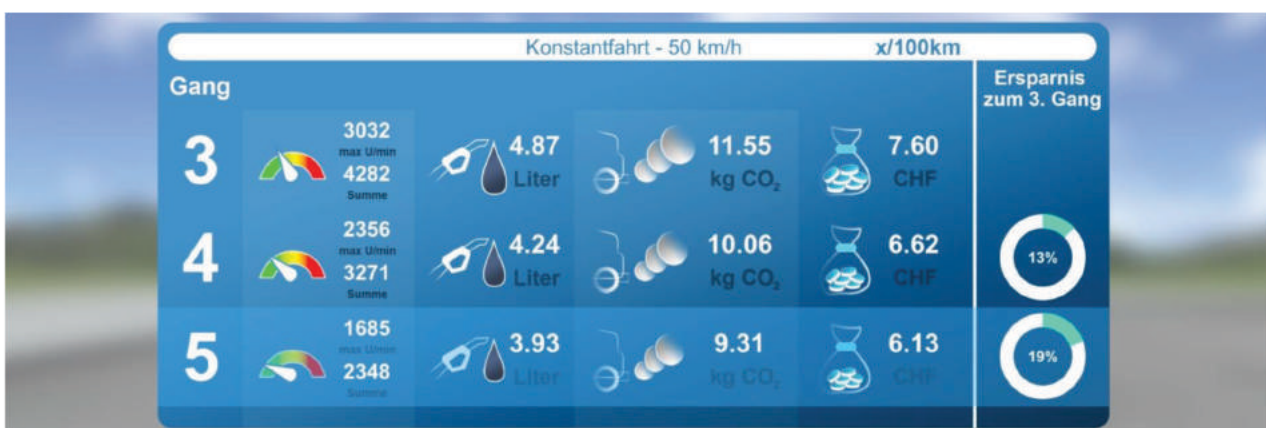 Konstantfahrt - 50 km/h x/100km
Gang
Ersparnis
zum 3. Gang
3
3032
max U/min
4282
Summe
4.87
Liter
11.55
kg CO₂
7.60
CHF
4
2356
max U/min
3271
Summe
4.24
Liter
10.06
kg CO₂
6.62
CHF
13%
5
1685
max U/min
2348
Summe
3.93
Liter
9.31
kg CO₂
6.13
CHF
19%